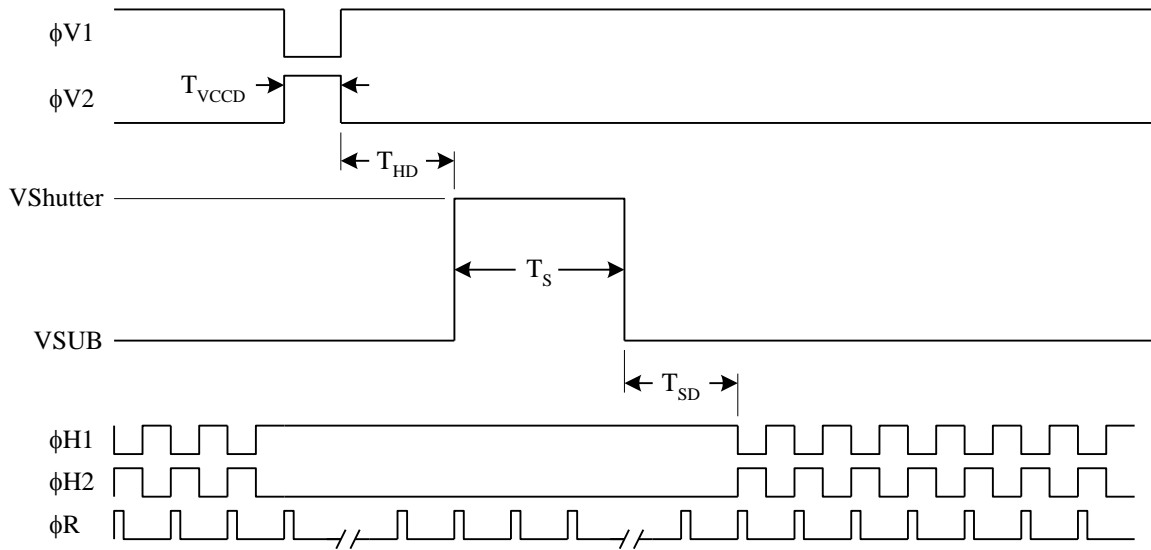 ϕV1
T_VCCD
ϕV2
T_HD
VShutter
T_S
VSUB
T_SD
ϕH1
ϕH2
ϕR